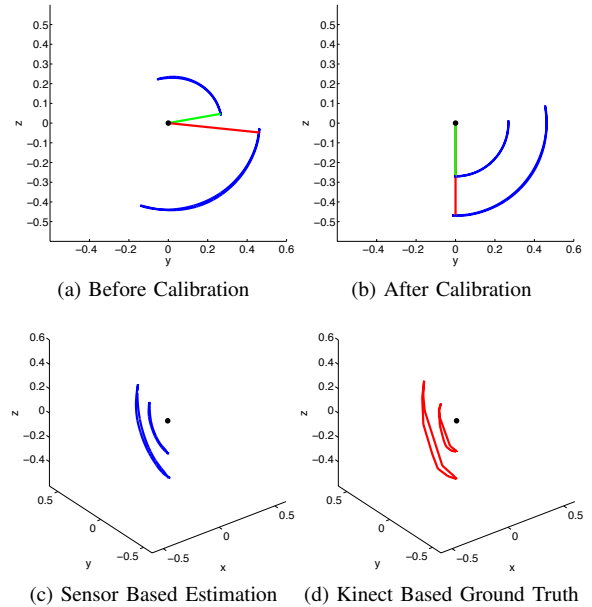 0.5
0.4
0.3
0.2
0.1
0
−0.1
−0.2
−0.3
−0.4
−0.5
z
−0.4 −0.2 0 0.2 0.4 0.6
y
(a) Before Calibration
0.5
0.4
0.3
0.2
0.1
0
−0.1
−0.2
−0.3
−0.4
−0.5
z
−0.4 −0.2 0 0.2 0.4 0.6
y
(b) After Calibration
0.6
0.4
0.2
0
−0.2
−0.4
z
0.5
0
−0.5
y
−0.5
0
0.5
x
(c) Sensor Based Estimation
0.6
0.4
0.2
0
−0.2
−0.4
z
0.5
0
−0.5
y
−0.5
0
0.5
x
(d) Kinect Based Ground Truth